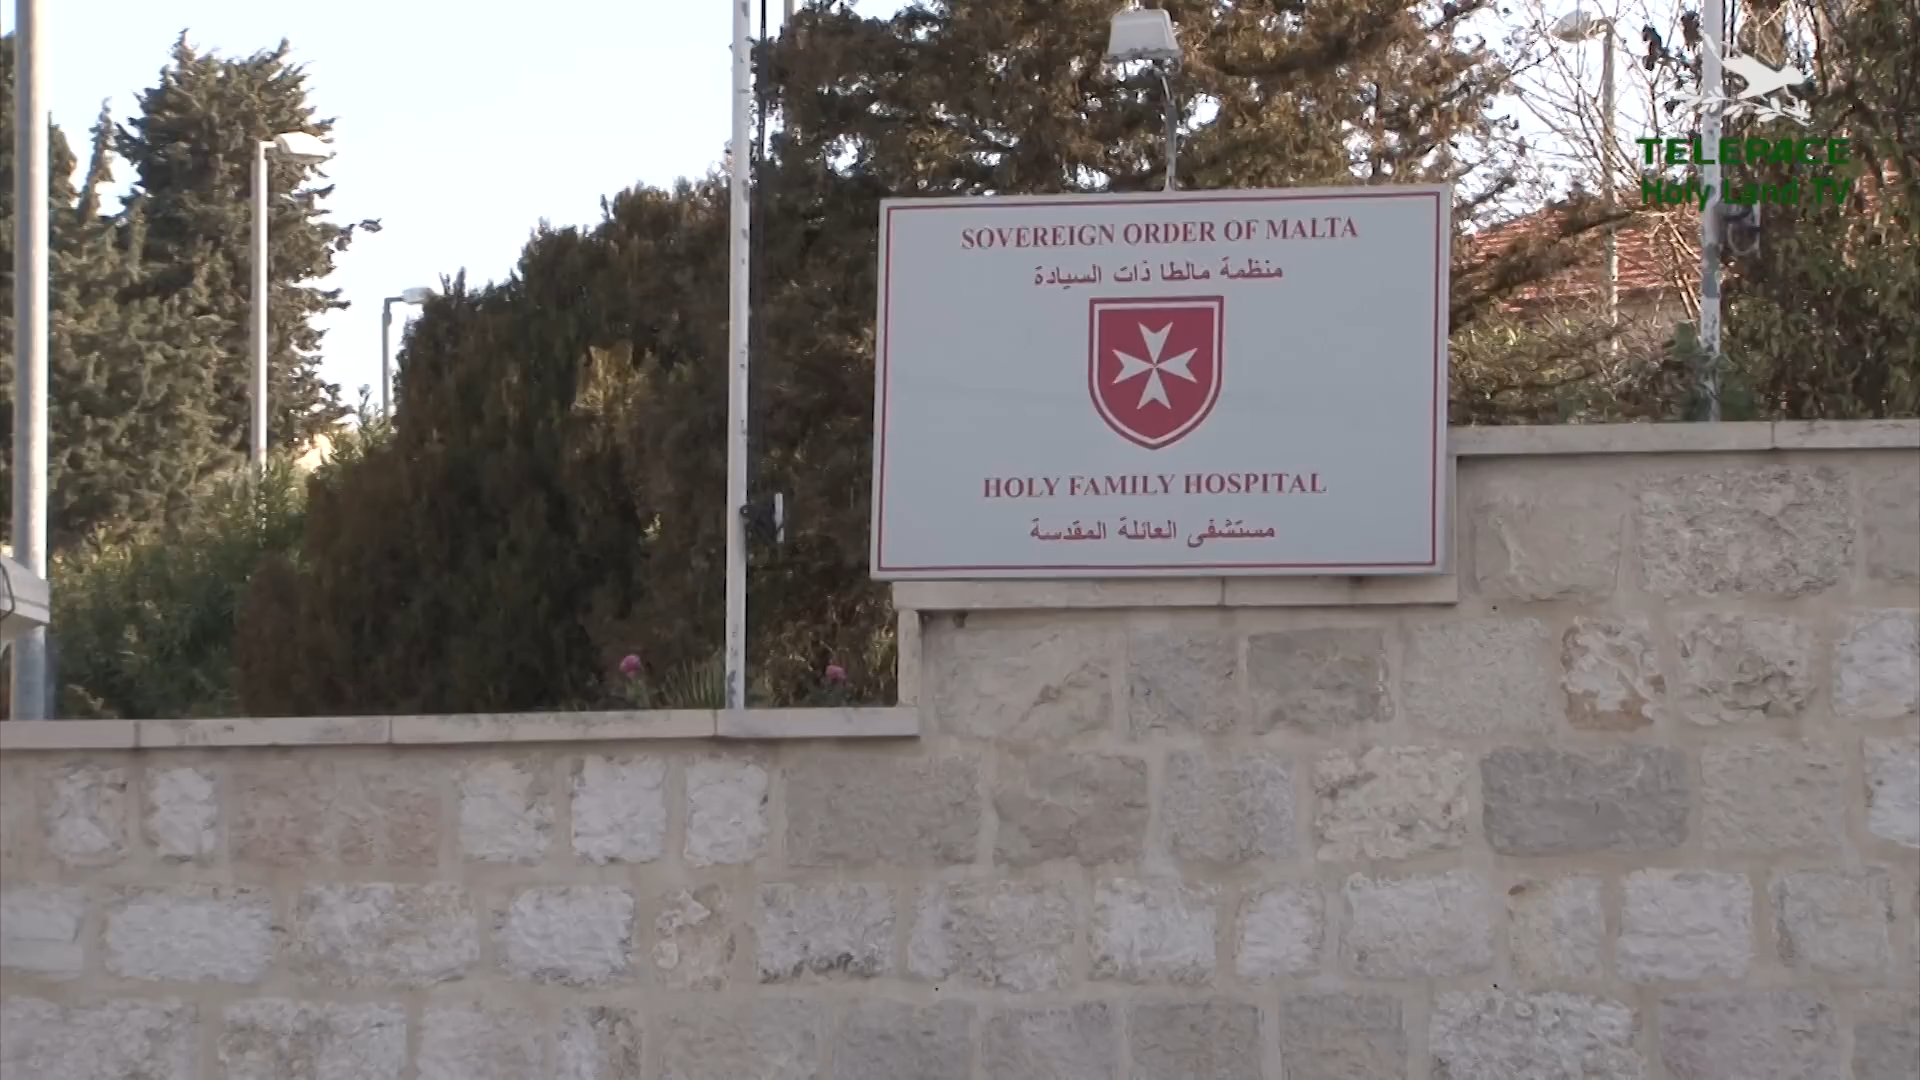 TELEPACE
Holy Land TV
SOVEREIGN ORDER OF MALTA
منظمة مالطا ذات السيادة
HOLY FAMILY HOSPITAL
مستشفى العائلة المقدسة